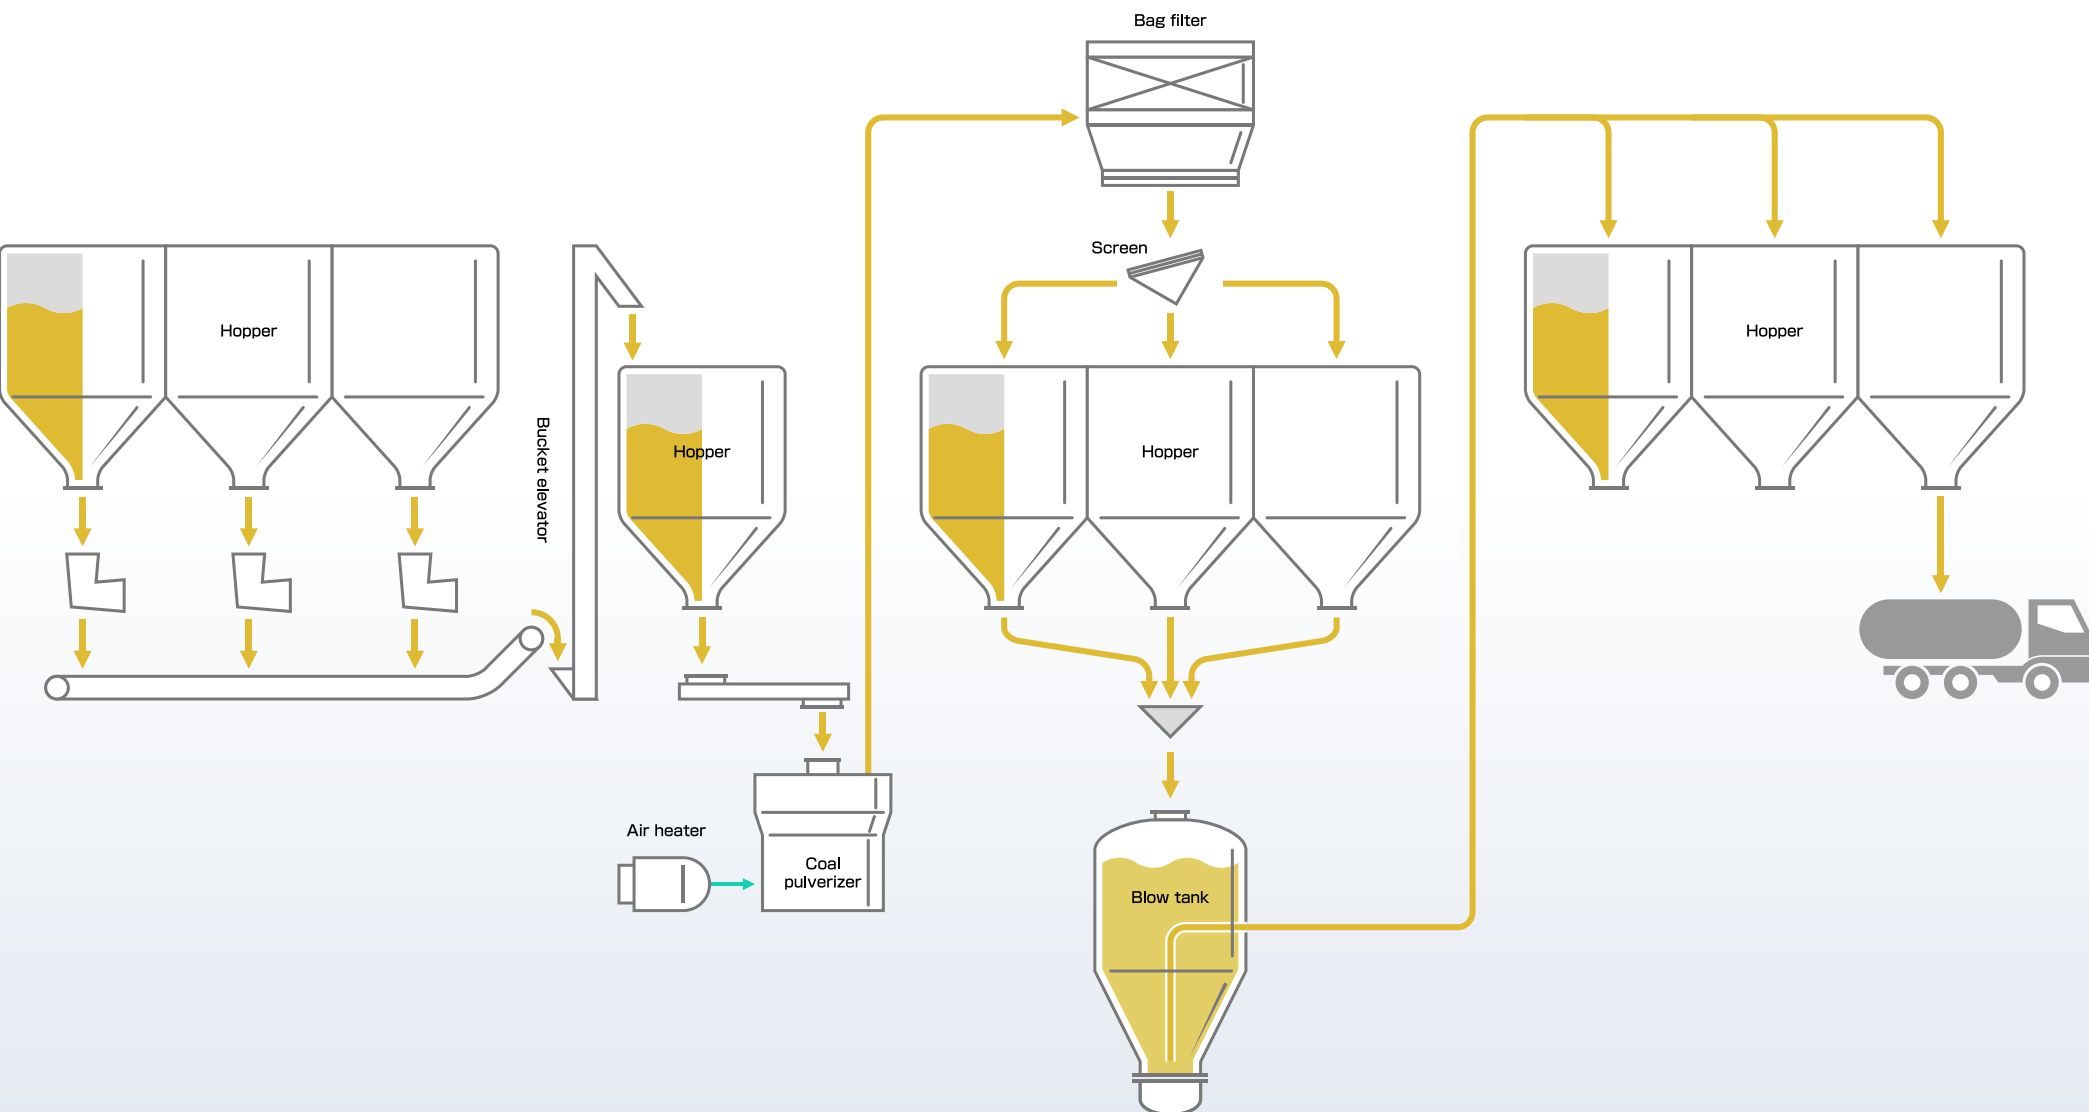 Bag filter
Screen
Hopper
Hopper
Bucket elevator
Hopper
Hopper
Air heater
Coal
pulverizer
Blow tank